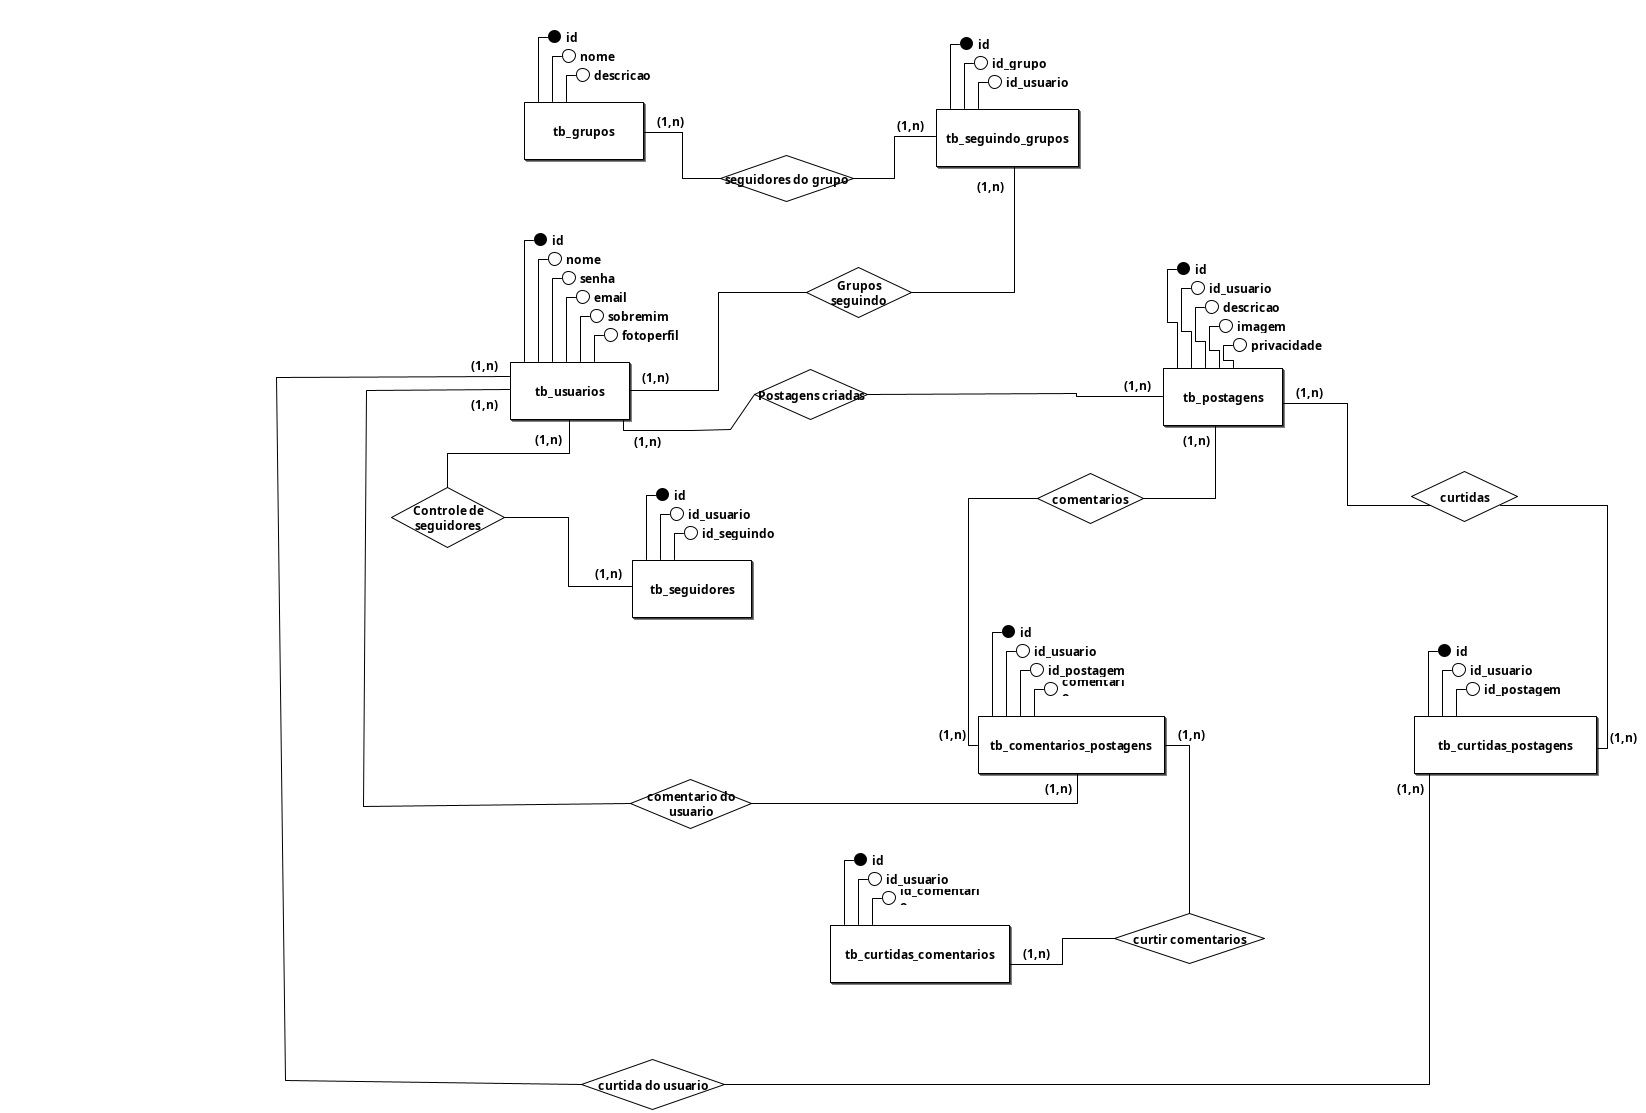 id
nome
descricao
tb_grupos
(1,n)
seguidores do grupo
(1,n)
id
id_grupo
id_usuario
tb_seguindo_grupos
(1,n)
Grupos
seguindo
id
nome
senha
email
sobremim
fotoperfil
tb_usuarios
(1,n)
(1,n)
(1,n)
(1,n)
(1,n)
Postagens criadas
(1,n)
id
id_usuario
descricao
imagem
privacidade
tb_postagens
(1,n)
(1,n)
comentarios
curtidas
Controle de
seguidores
id
id_usuario
id_seguindo
(1,n)
tb_seguidores
id
id_usuario
id_postagem
comentari
o
(1,n)
tb_comentarios_postagens
(1,n)
(1,n)
id
id_usuario
id_postagem
tb_curtidas_postagens
(1,n)
(1,n)
comentario do
usuario
id
id_usuario
id_comentari
o
tb_curtidas_comentarios
(1,n)
curtir comentarios
curtida do usuario